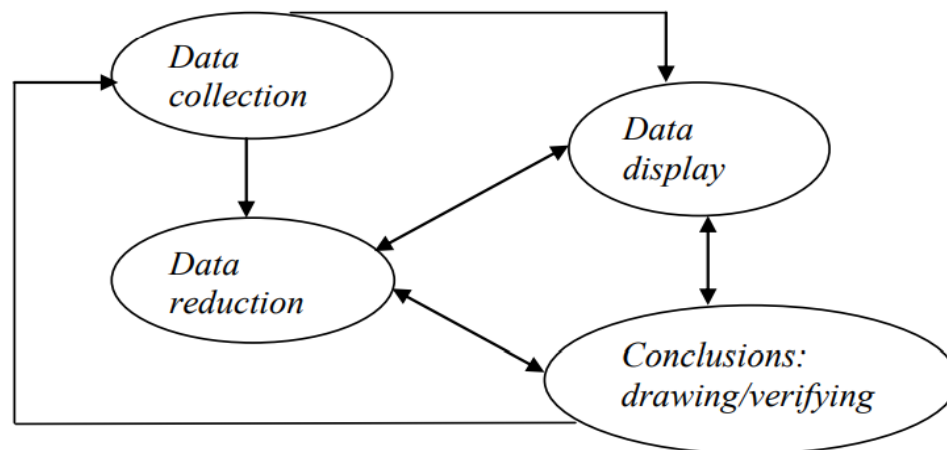 Data
collection
Data
display
Data
reduction
Conclusions:
drawing/verifying